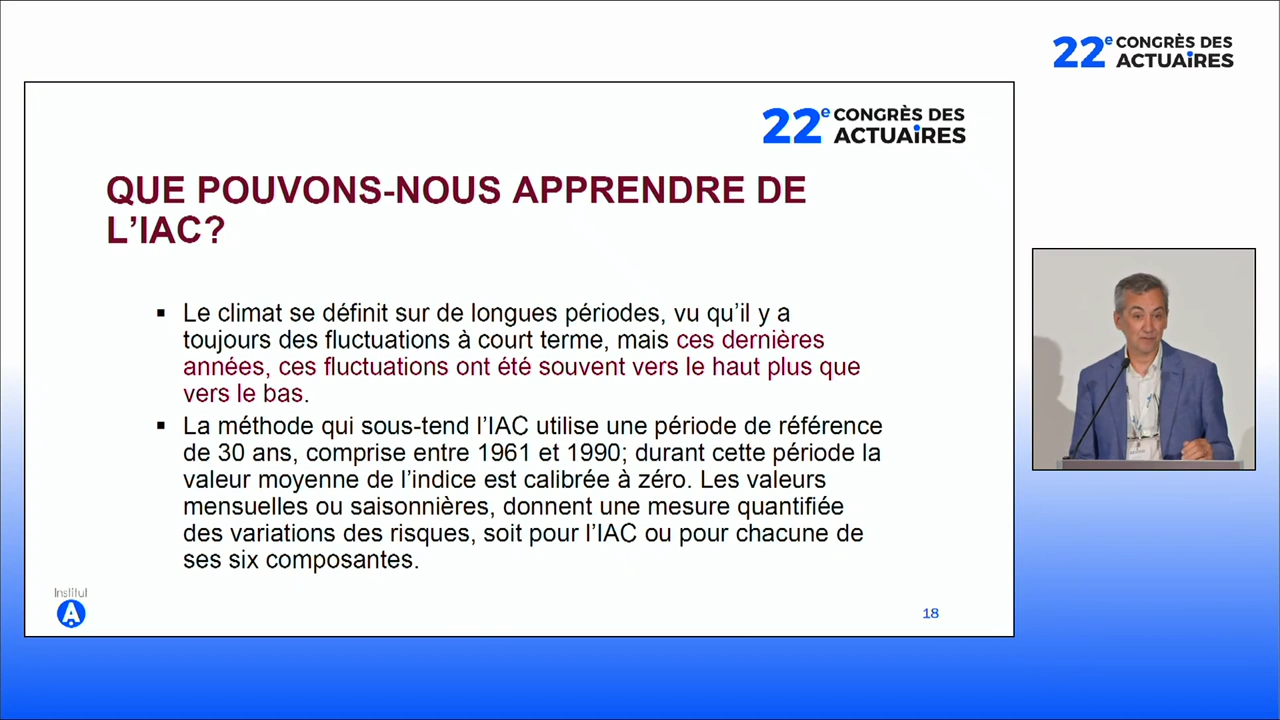 22e CONGRÈS DES
ACTUAIRES
22e CONGRÈS DES
ACTUAIRES
QUE POUVONS-NOUS APPRENDRE DE
L’IAC?
▪ Le climat se définit sur de longues périodes, vu qu’il y a
toujours des fluctuations à court terme, mais ces dernières
années, ces fluctuations ont été souvent vers le haut plus que
vers le bas.
▪ La méthode qui sous-tend l’IAC utilise une période de référence
de 30 ans, comprise entre 1961 et 1990; durant cette période la
valeur moyenne de l’indice est calibrée à zéro. Les valeurs
mensuelles ou saisonnières, donnent une mesure quantifiée
des variations des risques, soit pour l’IAC ou pour chacune de
ses six composantes.
Institut
A
18